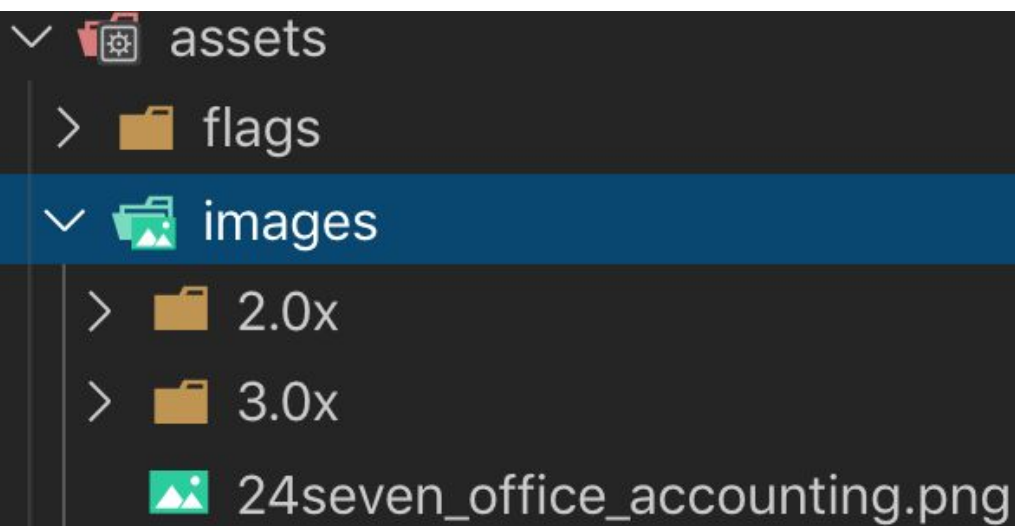 assets
flags
images
2.0x
3.0x
24seven_office_accounting.png